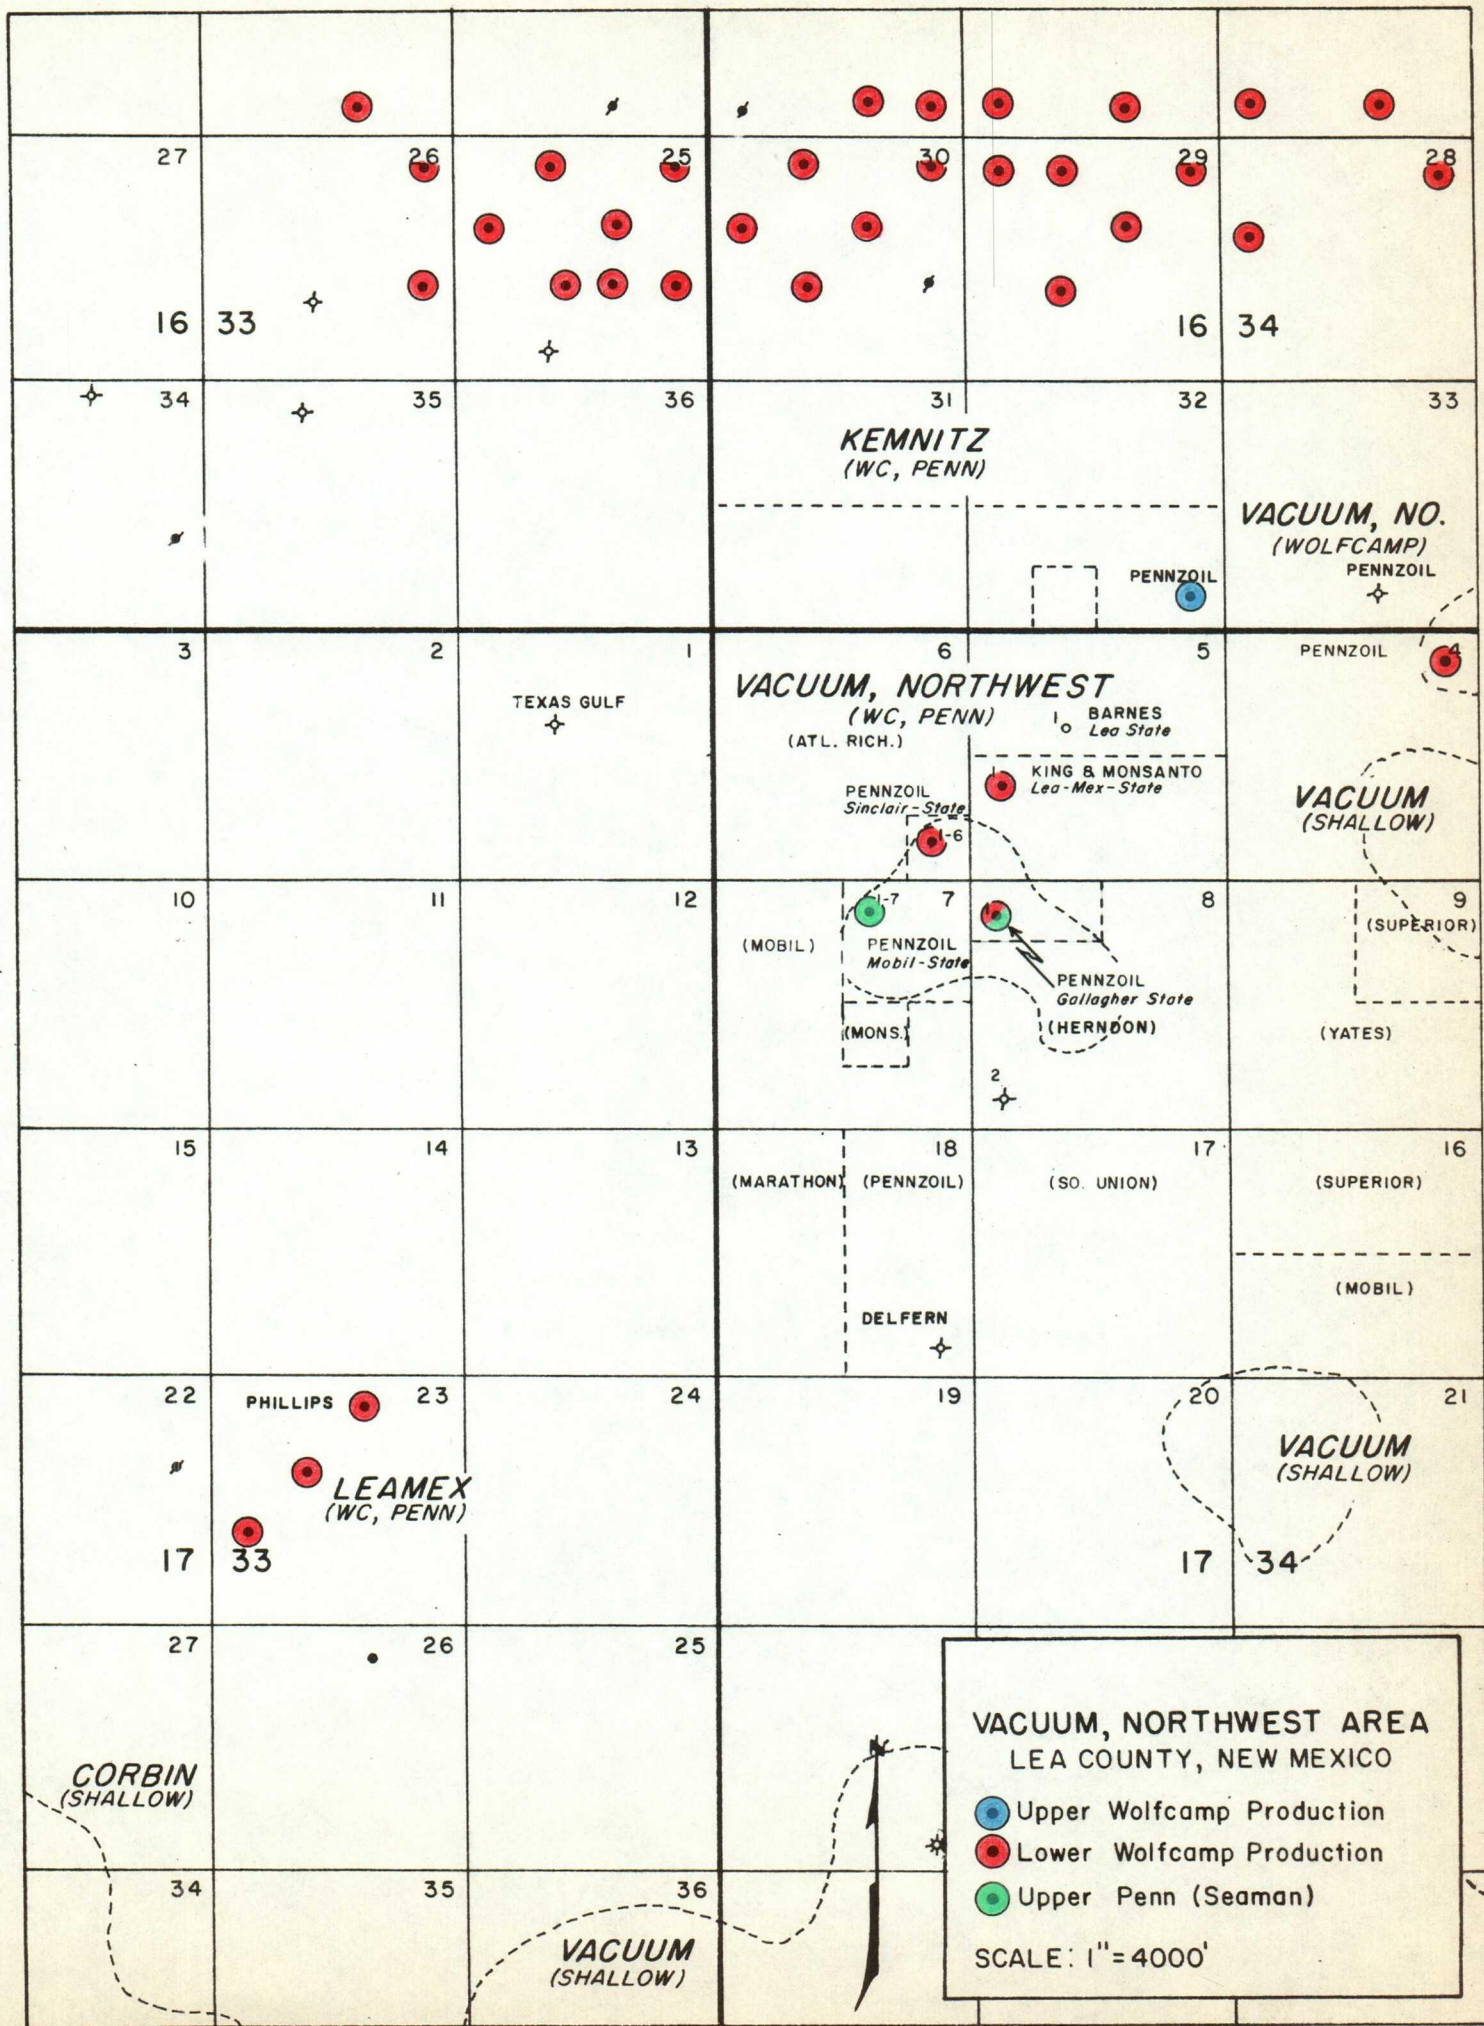 27
26
25
30
29
28
16 33
16 34
34
35
36
31
32
33
KEMNITZ
(WC, PENN)
VACUUM, NO.
(WOLFCAMP)
PENNZOIL
PENNZOIL
3
2
1
6
5
PENNZOIL
4
TEXAS GULF
VACUUM, NORTHWEST
(WC, PENN)
(ATL. RICH.)
1
BARNES
Lea State
1
KING & MONSANTO
Lea-Mex-State
PENNZOIL
Sinclair-State
1-6
VACUUM
(SHALLOW)
10
11
12
1-7
7
1
8
9
(SUPERIOR)
(MOBIL)
PENNZOIL
Mobil-State
PENNZOIL
Gallagher State
(MONS.)
(HERNDON)
(YATES)
2
15
14
13
18
17
16
(MARATHON)
(PENNZOIL)
(SO. UNION)
(SUPERIOR)
(MOBIL)
DELFERN
22
PHILLIPS
23
24
19
20
21
LEAMEX
(WC, PENN)
VACUUM
(SHALLOW)
17 33
17 34
27
26
25
CORBIN
(SHALLOW)
34
35
36
VACUUM
(SHALLOW)
N
VACUUM, NORTHWEST AREA
LEA COUNTY, NEW MEXICO
Upper Wolfcamp Production
Lower Wolfcamp Production
Upper Penn (Seaman)
SCALE: 1"=4000'